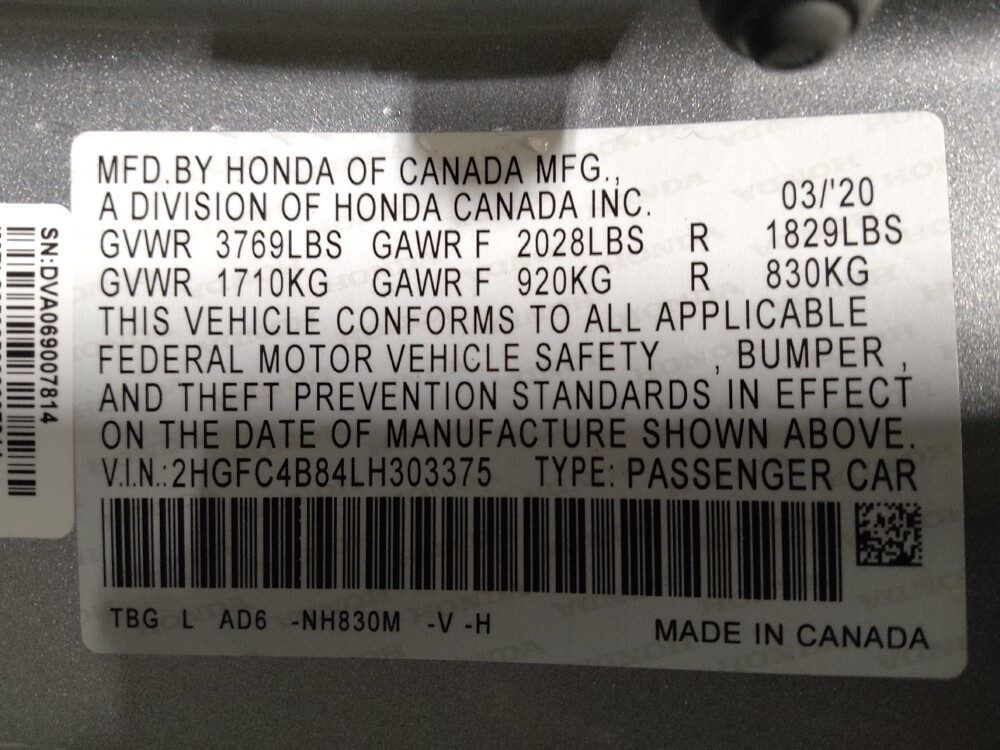 MFD.BY HONDA OF CANADA MFG.,
A DIVISION OF HONDA CANADA INC. 03/'20
GVWR 3769LBS GAWR F 2028LBS R 1829LBS
GVWR 1710KG GAWR F 920KG R 830KG
THIS VEHICLE CONFORMS TO ALL APPLICABLE
FEDERAL MOTOR VEHICLE SAFETY , BUMPER ,
AND THEFT PREVENTION STANDARDS IN EFFECT
ON THE DATE OF MANUFACTURE SHOWN ABOVE.
V.I.N.: 2HGFC4B84LH303375 TYPE: PASSENGER CAR
TBG L AD6 -NH830M -V -H
MADE IN CANADA
SN:DVA069007814